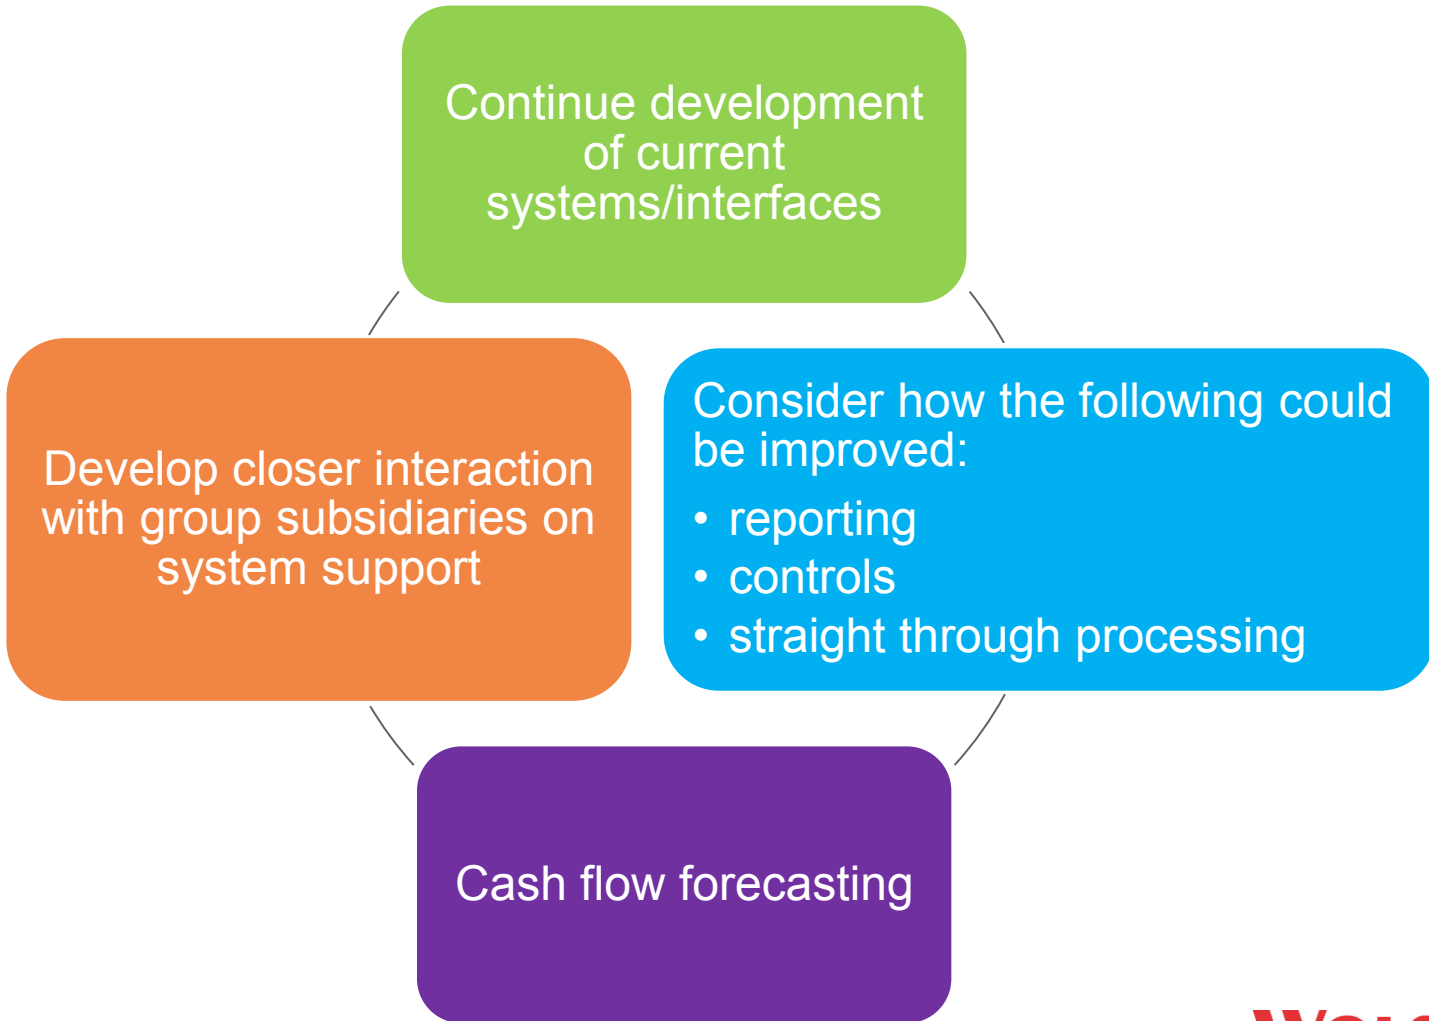 Continue development
of current
systems/interfaces
Develop closer interaction
with group subsidiaries on
system support
Consider how the following could
be improved:
• reporting
• controls
• straight through processing
Cash flow forecasting